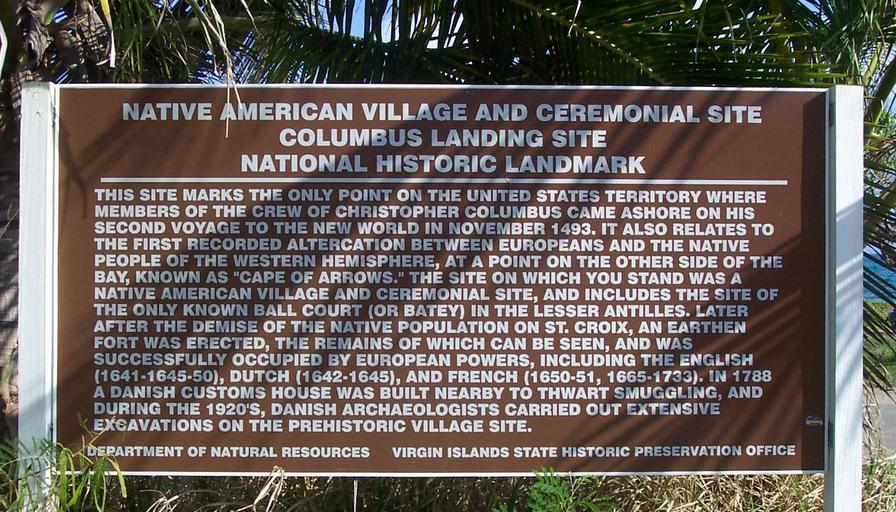 NATIVE AMERICAN VILLAGE AND CEREMONIAL SITE
COLUMBUS LANDING SITE
NATIONAL HISTORIC LANDMARK
THIS SITE MARKS THE ONLY POINT ON THE UNITED STATES TERRITORY WHERE
MEMBERS OF THE CREW OF CHRISTOPHER COLUMBUS CAME ASHORE ON HIS
SECOND VOYAGE TO THE NEW WORLD IN NOVEMBER 1493. IT ALSO RELATES TO
THE FIRST RECORDED ALTERCATION BETWEEN EUROPEANS AND THE NATIVE
PEOPLE OF THE WESTERN HEMISPHERE, AT A POINT ON THE OTHER SIDE OF THE
BAY, KNOWN AS "CAPE OF ARROWS." THE SITE ON WHICH YOU STAND WAS A
NATIVE AMERICAN VILLAGE AND CEREMONIAL SITE, AND INCLUDES THE SITE OF
THE ONLY KNOWN BALL COURT (OR BATEY) IN THE LESSER ANTILLES. LATER
AFTER THE DEMISE OF THE NATIVE POPULATION ON ST. CROIX, AN EARTHEN
FORT WAS ERECTED, THE REMAINS OF WHICH CAN BE SEEN, AND WAS
SUCCESSFULLY OCCUPIED BY EUROPEAN POWERS, INCLUDING THE ENGLISH
(1641-1645-50), DUTCH (1642-1645), AND FRENCH (1650-51, 1665-1733). IN 1788
A DANISH CUSTOMS HOUSE WAS BUILT NEARBY TO THWART SMUGGLING, AND
DURING THE 1920'S, DANISH ARCHAEOLOGISTS CARRIED OUT EXTENSIVE
EXCAVATIONS ON THE PREHISTORIC VILLAGE SITE.
DEPARTMENT OF NATURAL RESOURCES VIRGIN ISLANDS STATE HISTORIC PRESERVATION OFFICE